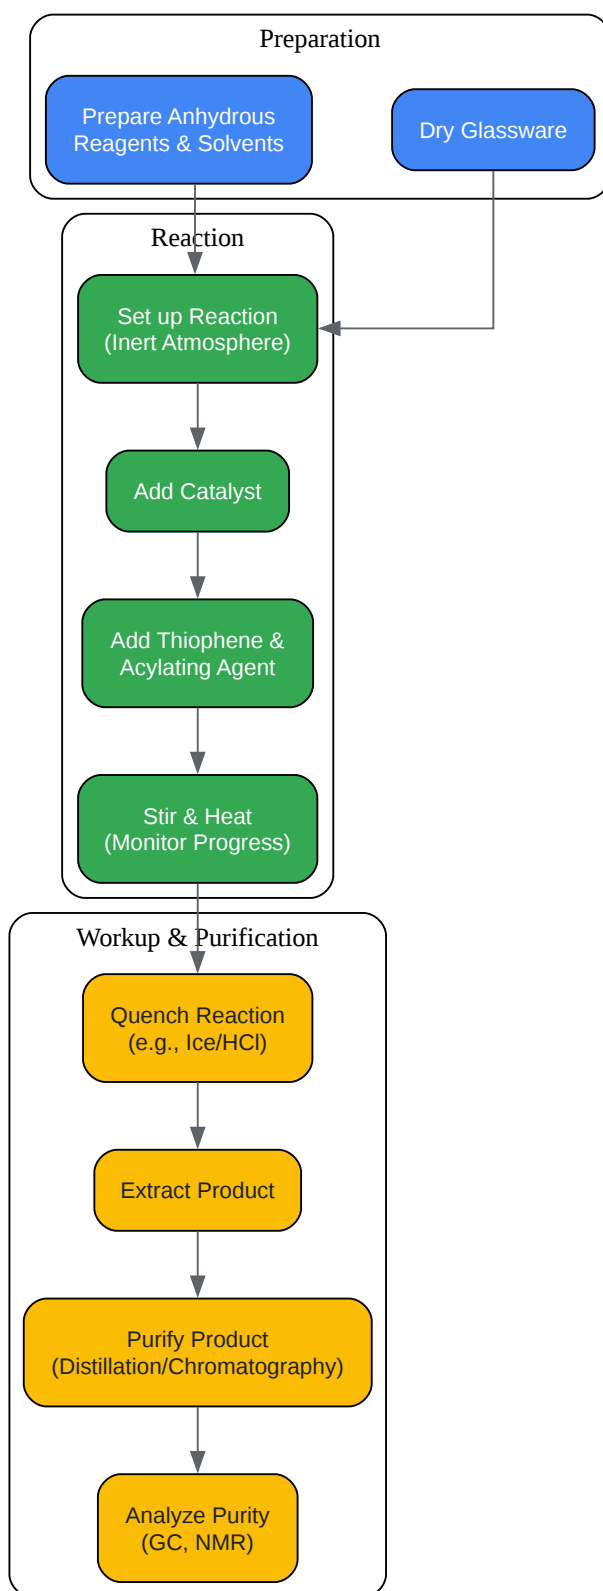 Preparation
Prepare Anhydrous
Reagents & Solvents
Dry Glassware
Reaction
Set up Reaction
(Inert Atmosphere)
Add Catalyst
Add Thiophene &
Acylating Agent
Stir & Heat
(Monitor Progress)
Workup & Purification
Quench Reaction
(e.g., Ice/HCl)
Extract Product
Purify Product
(Distillation/Chromatography)
Analyze Purity
(GC, NMR)